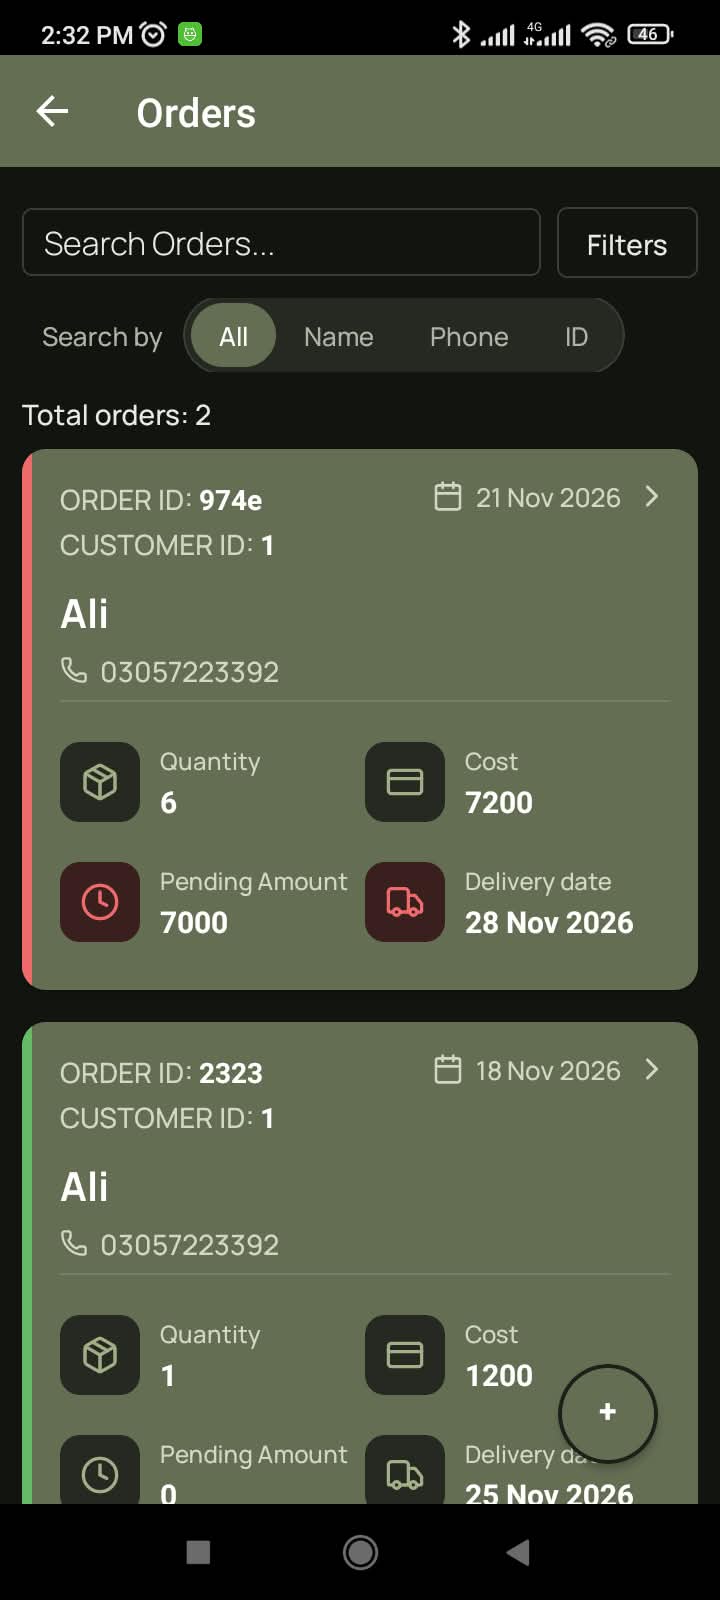 2:32 PM
4G
46
Orders
Search Orders...
Filters
Search by
All
Name
Phone
ID
Total orders: 2
ORDER ID: 974e
21 Nov 2026
CUSTOMER ID: 1
Ali
03057223392
Quantity
6
Cost
7200
Pending Amount
7000
Delivery date
28 Nov 2026
ORDER ID: 2323
18 Nov 2026
CUSTOMER ID: 1
Ali
03057223392
Quantity
1
Cost
1200
+
Pending Amount
0
Delivery da
25 Nov 2026